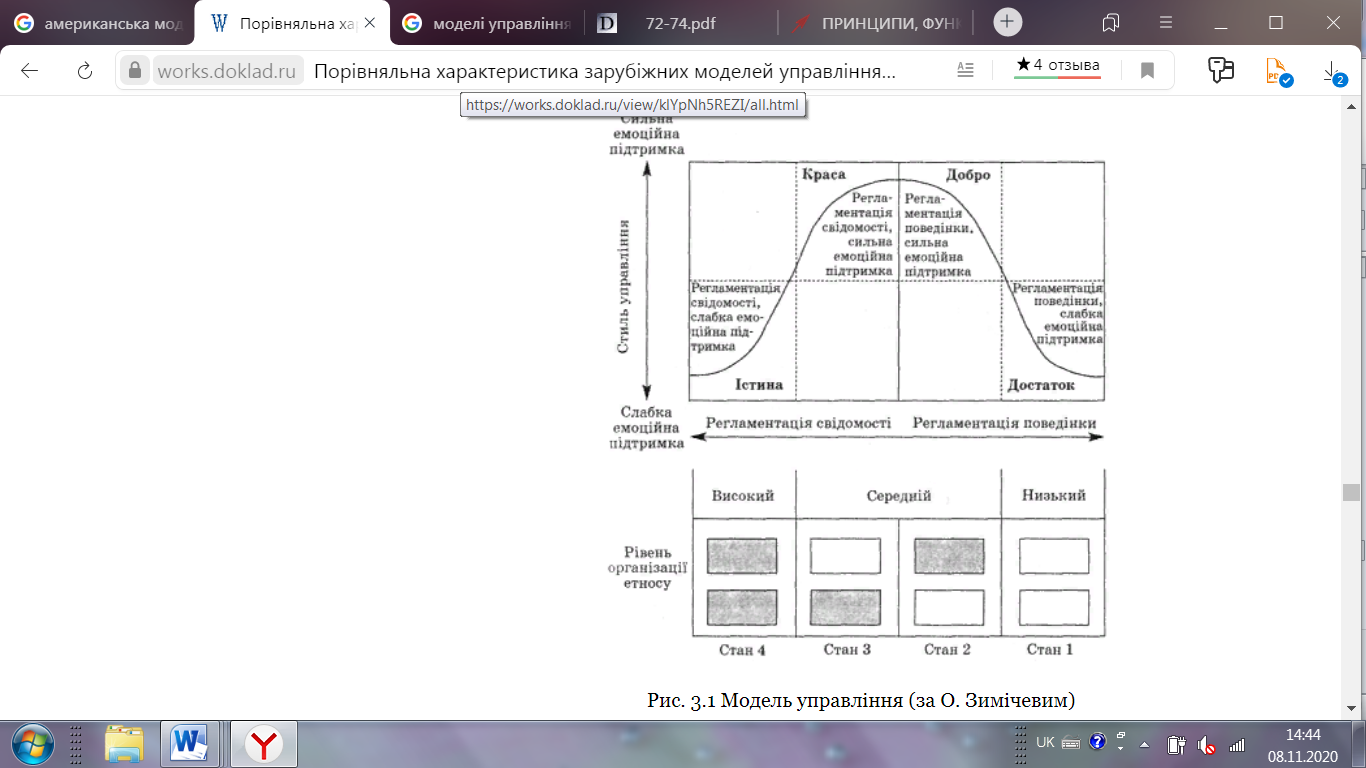 американська мод
Порівняльна ха
моделі управління
72-74.pdf
ПРИНЦИПИ, ФУНК
works.doklad.ru
Порівняльна характеристика зарубіжних моделей управління...
4 отзыва
2
https://works.doklad.ru/view/klYpNh5REZI/all.html
Сильна
емоційна
підтримка
Краса
Добро
Регла-
ментація
свідомості,
сильна
емоційна
підтримка
Регла-
ментація
поведінки,
сильна
емоційна
підтримка
Стиль управління
Регламентація
свідомості,
слабка емо-
ційна під-
тримка
Регламентація
поведінки,
слабка
емоційна
підтримка
Істина
Достаток
Слабка
емоційна
підтримка
Регламентація свідомості
Регламентація поведінки
Високий
Середній
Низький
Рівень
організації
етносу
Стан 4
Стан 3
Стан 2
Стан 1
Рис. 3.1 Модель управління (за О. Зимічевим)
UK
14:44
08.11.2020